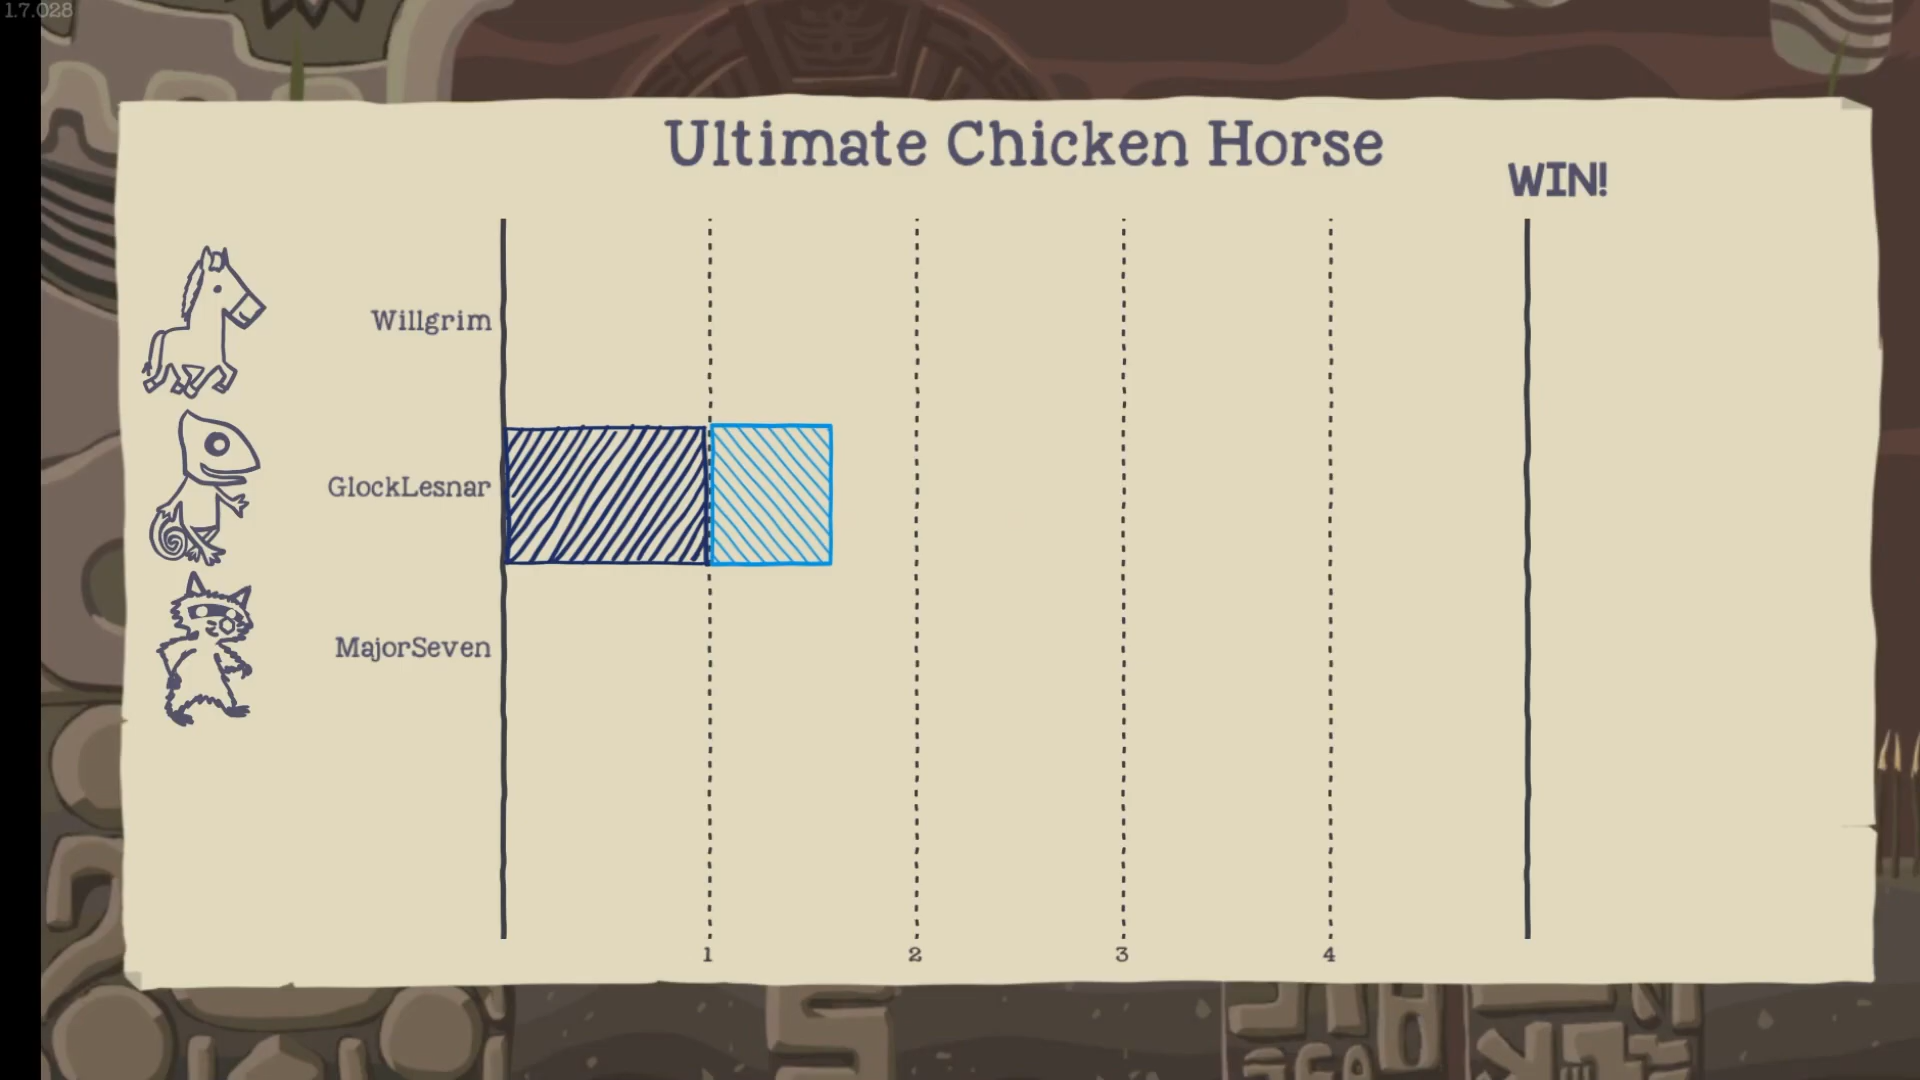 1.7.028
Ultimate Chicken Horse
WIN!
Willgrim
GlockLesnar
MajorSeven
1 2 3 4